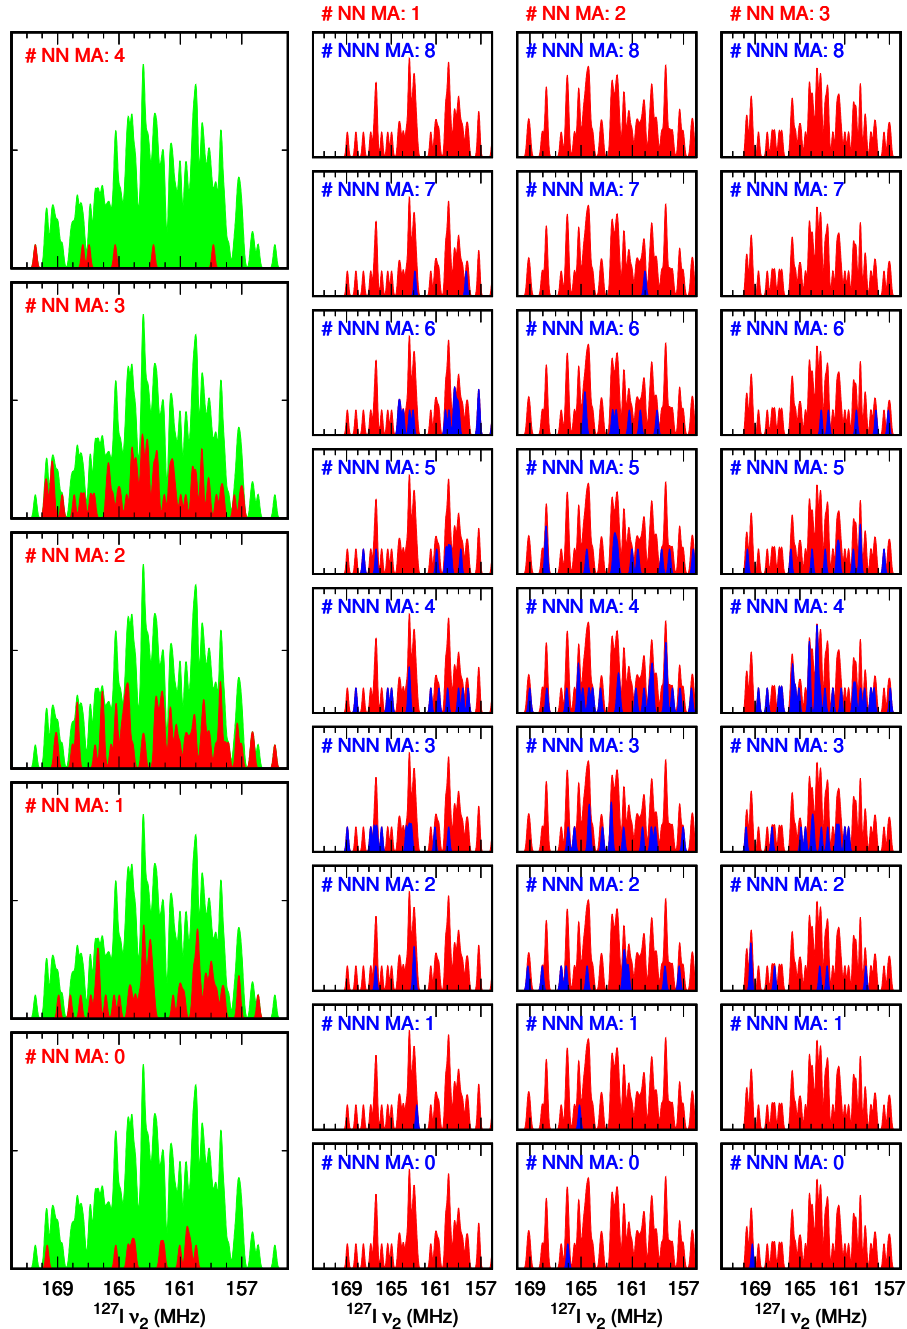 # NN MA: 1 # NN MA: 2 # NN MA: 3
# NN MA: 4
# NN MA: 3
# NN MA: 2
# NN MA: 1
# NN MA: 0
169 165 161 157
127I ν2 (MHz)
# NNN MA: 8
# NNN MA: 7
# NNN MA: 6
# NNN MA: 5
# NNN MA: 4
# NNN MA: 3
# NNN MA: 2
# NNN MA: 1
# NNN MA: 0
169 165 161 157
127I ν2 (MHz)
# NNN MA: 8
# NNN MA: 7
# NNN MA: 6
# NNN MA: 5
# NNN MA: 4
# NNN MA: 3
# NNN MA: 2
# NNN MA: 1
# NNN MA: 0
169 165 161 157
127I ν2 (MHz)
# NNN MA: 8
# NNN MA: 7
# NNN MA: 6
# NNN MA: 5
# NNN MA: 4
# NNN MA: 3
# NNN MA: 2
# NNN MA: 1
# NNN MA: 0
169 165 161 157
127I ν2 (MHz)